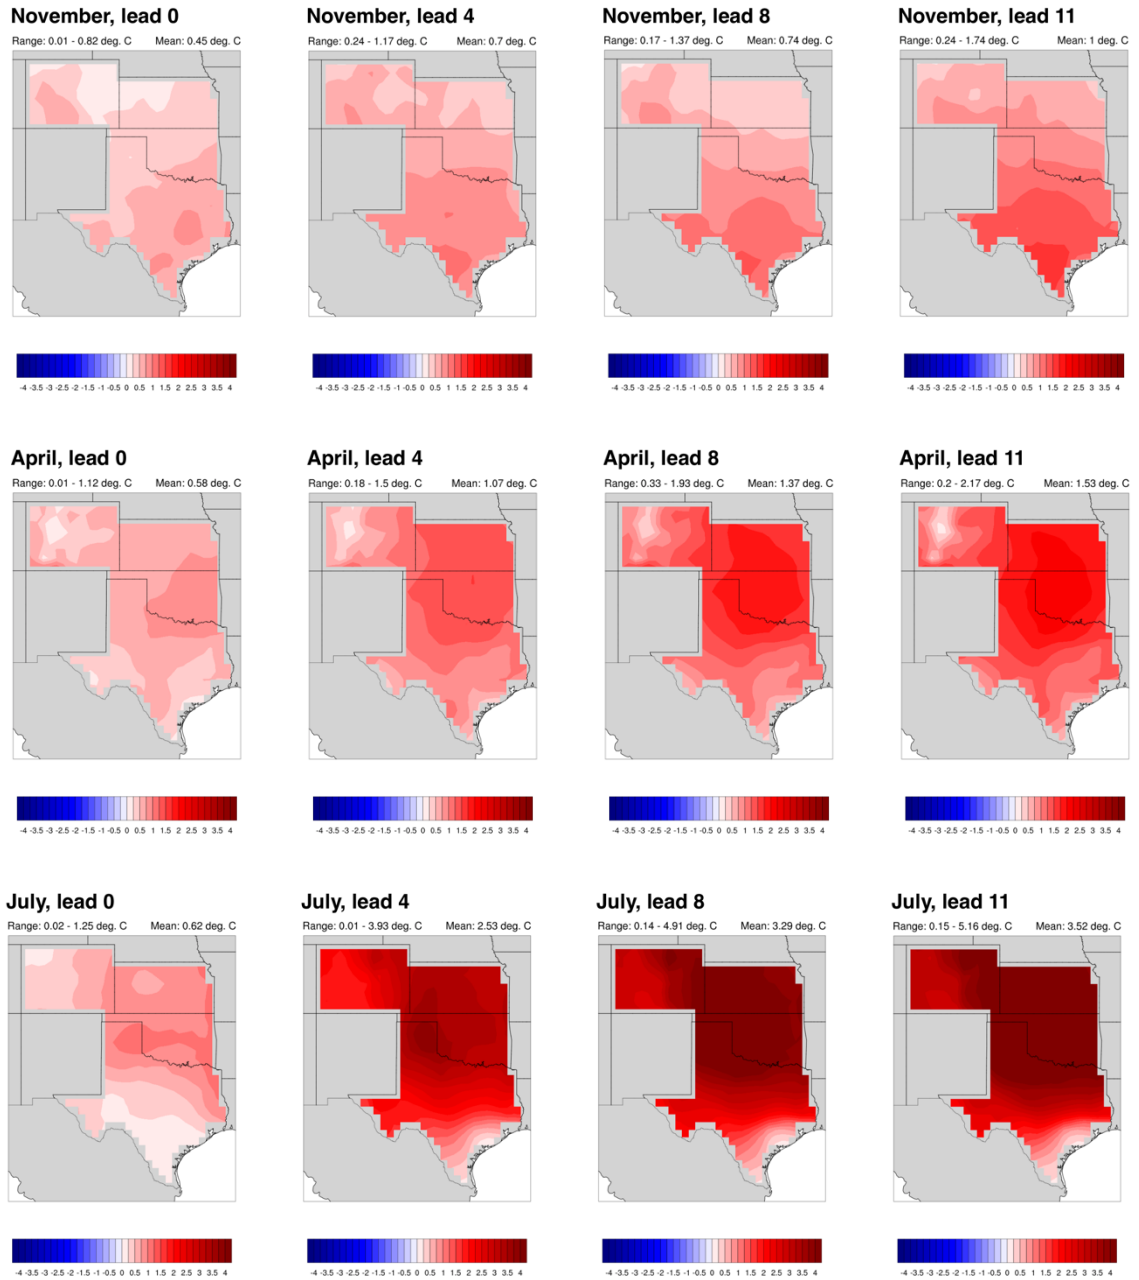 November, lead 0 November, lead 4 November, lead 8 November, lead 11
Range: 0.01 - 0.82 deg. C Mean: 0.45 deg. C Range: 0.24 - 1.17 deg. C Mean: 0.7 deg. C Range: 0.17 - 1.37 deg. C Mean: 0.74 deg. C Range: 0.24 - 1.74 deg. C Mean: 1 deg. C
-4 -3.5 -3 -2.5 -2 -1.5 -1 -0.5 0 0.5 1 1.5 2 2.5 3 3.5 4 -4 -3.5 -3 -2.5 -2 -1.5 -1 -0.5 0 0.5 1 1.5 2 2.5 3 3.5 4 -4 -3.5 -3 -2.5 -2 -1.5 -1 -0.5 0 0.5 1 1.5 2 2.5 3 3.5 4 -4 -3.5 -3 -2.5 -2 -1.5 -1 -0.5 0 0.5 1 1.5 2 2.5 3 3.5 4
April, lead 0 April, lead 4 April, lead 8 April, lead 11
Range: 0.01 - 1.12 deg. C Mean: 0.58 deg. C Range: 0.18 - 1.5 deg. C Mean: 1.07 deg. C Range: 0.33 - 1.93 deg. C Mean: 1.37 deg. C Range: 0.2 - 2.17 deg. C Mean: 1.53 deg. C
-4 -3.5 -3 -2.5 -2 -1.5 -1 -0.5 0 0.5 1 1.5 2 2.5 3 3.5 4 -4 -3.5 -3 -2.5 -2 -1.5 -1 -0.5 0 0.5 1 1.5 2 2.5 3 3.5 4 -4 -3.5 -3 -2.5 -2 -1.5 -1 -0.5 0 0.5 1 1.5 2 2.5 3 3.5 4 -4 -3.5 -3 -2.5 -2 -1.5 -1 -0.5 0 0.5 1 1.5 2 2.5 3 3.5 4
July, lead 0 July, lead 4 July, lead 8 July, lead 11
Range: 0.02 - 1.25 deg. C Mean: 0.62 deg. C Range: 0.01 - 3.93 deg. C Mean: 2.53 deg. C Range: 0.14 - 4.91 deg. C Mean: 3.29 deg. C Range: 0.15 - 5.16 deg. C Mean: 3.52 deg. C
-4 -3.5 -3 -2.5 -2 -1.5 -1 -0.5 0 0.5 1 1.5 2 2.5 3 3.5 4 -4 -3.5 -3 -2.5 -2 -1.5 -1 -0.5 0 0.5 1 1.5 2 2.5 3 3.5 4 -4 -3.5 -3 -2.5 -2 -1.5 -1 -0.5 0 0.5 1 1.5 2 2.5 3 3.5 4 -4 -3.5 -3 -2.5 -2 -1.5 -1 -0.5 0 0.5 1 1.5 2 2.5 3 3.5 4